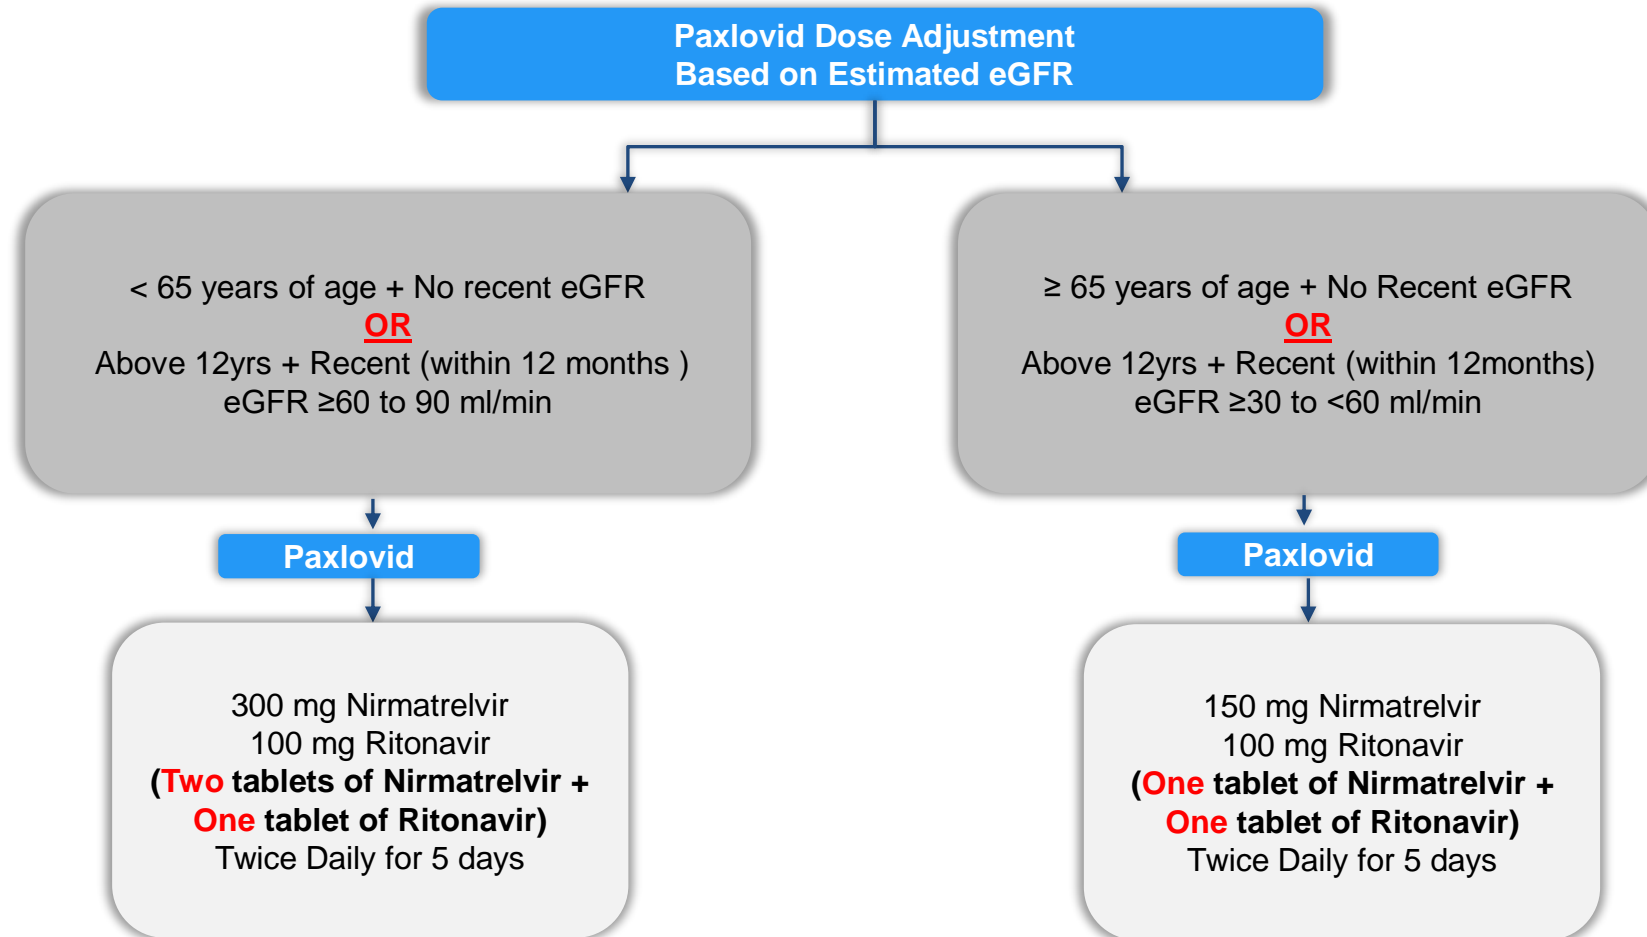 Paxlovid Dose Adjustment
Based on Estimated eGFR
< 65 years of age + No recent eGFR
OR
Above 12yrs + Recent (within 12 months )
eGFR ≥60 to 90 ml/min
≥ 65 years of age + No Recent eGFR
OR
Above 12yrs + Recent (within 12months)
eGFR ≥30 to <60 ml/min
Paxlovid
Paxlovid
300 mg Nirmatrelvir
100 mg Ritonavir
(Two tablets of Nirmatrelvir +
One tablet of Ritonavir)
Twice Daily for 5 days
150 mg Nirmatrelvir
100 mg Ritonavir
(One tablet of Nirmatrelvir +
One tablet of Ritonavir)
Twice Daily for 5 days